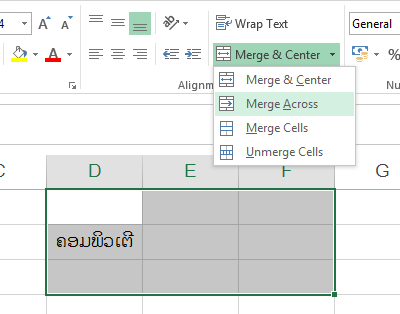 4 A A Wrap Text General
Merge & Center %
Alignm Nu
Merge & Center
Merge Across
Merge Cells
Unmerge Cells
C D E F G
ຄອມພິວເຕີ